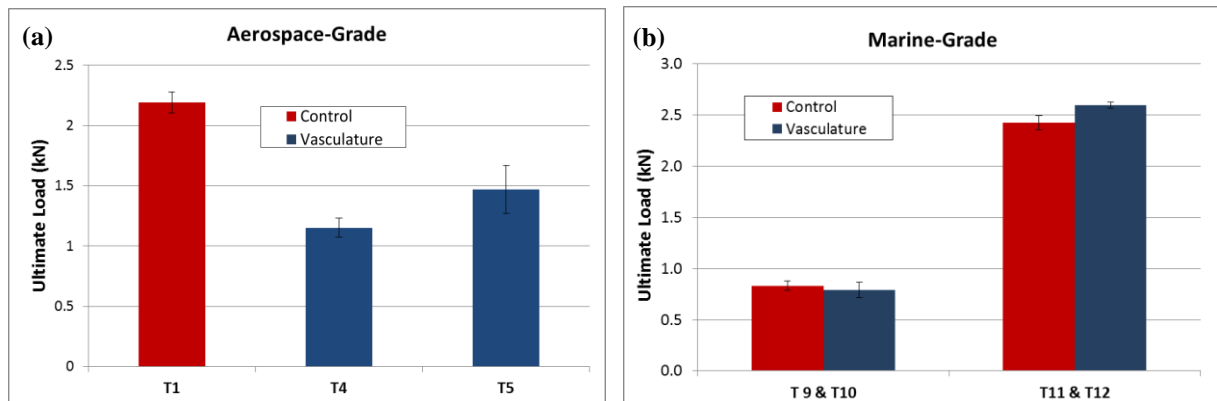 (a)
Aerospace-Grade
Ultimate Load (kN)
2.5
2
1.5
1
0.5
0
Control
Vasculature
T1
T4
T5
(b)
Marine-Grade
Ultimate Load (kN)
3.0
2.5
2.0
1.5
1.0
0.5
0.0
Control
Vasculature
T 9 & T10
T11 & T12